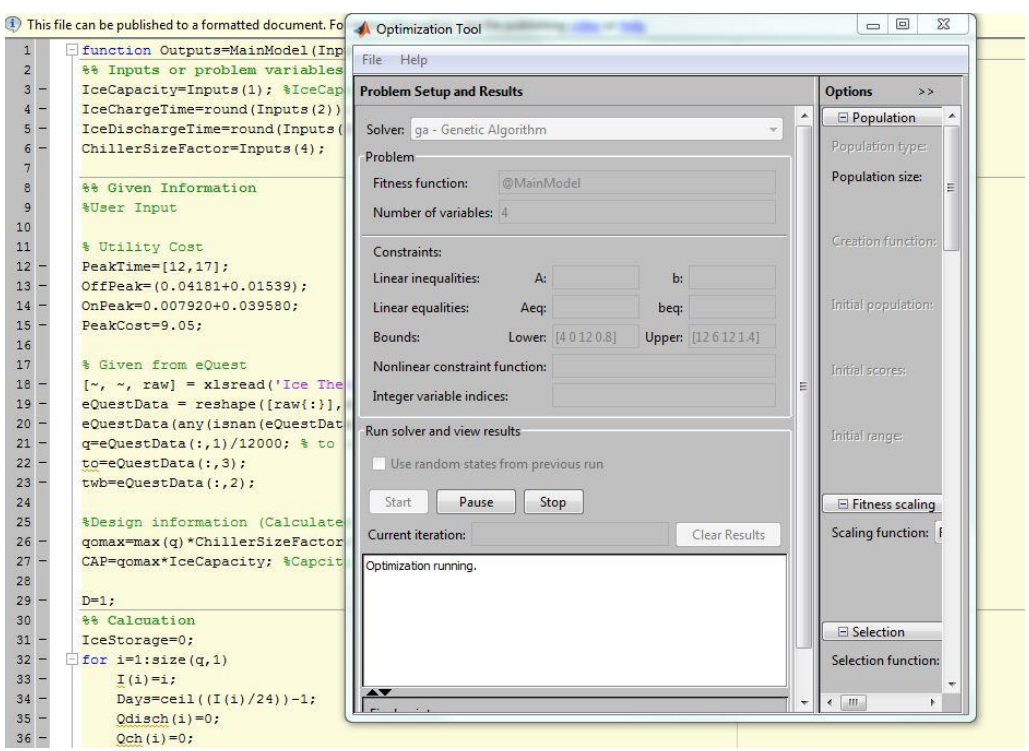 This file can be published to a formatted document. Fo
1 function Outputs=MainModel(Inp
2 %% Inputs or problem variables
3 – IceCapacity=Inputs(1); %IceCap
4 – IceChargeTime=round(Inputs(2))
5 – IceDischargeTime=round(Inputs(
6 – ChillerSizeFactor=Inputs(4);
7
8 %% Given Information
9 %User Input
10
11 % Utility Cost
12 – PeakTime=[12,17];
13 – OffPeak=(0.04181+0.01539);
14 – OnPeak=0.007920+0.039580;
15 – PeakCost=9.05;
16
17 % Given from eQuest
18 – [~, ~, raw] = xlsread('Ice The
19 – eQuestData = reshape([raw{:}],
20 – eQuestData(any(isnan(eQuestDat
21 – q=eQuestData(:,1)/12000; % to
22 – to=eQuestData(:,3);
23 – twb=eQuestData(:,2);
24
25 %Design information (Calculate
26 – qomax=max(q)*ChillerSizeFactor
27 – CAP=qomax*IceCapacity; %Capcit
28
29 – D=1;
30 %% Calcuation
31 – IceStorage=0;
32 – for i=1:size(q,1)
33 – I(i)=i;
34 – Days=ceil((I(i)/24))-1;
35 – Qdisch(i)=0;
36 – Qch(i)=0;
Optimization Tool
File Help
Problem Setup and Results
Solver: ga - Genetic Algorithm
Problem
Fitness function: @MainModel
Number of variables: 4
Constraints:
Linear inequalities: A: b:
Linear equalities: Aeq: beq:
Bounds: Lower: [4 0 12 0.8] Upper: [12 6 12 1.4]
Nonlinear constraint function:
Integer variable indices:
Run solver and view results
Use random states from previous run
Start Pause Stop
Current iteration: Clear Results
Optimization running.
Options >>
Population
Population type:
Population size:
Creation function:
Initial population:
Initial scores:
Initial range:
Fitness scaling
Scaling function:
Selection
Selection function: